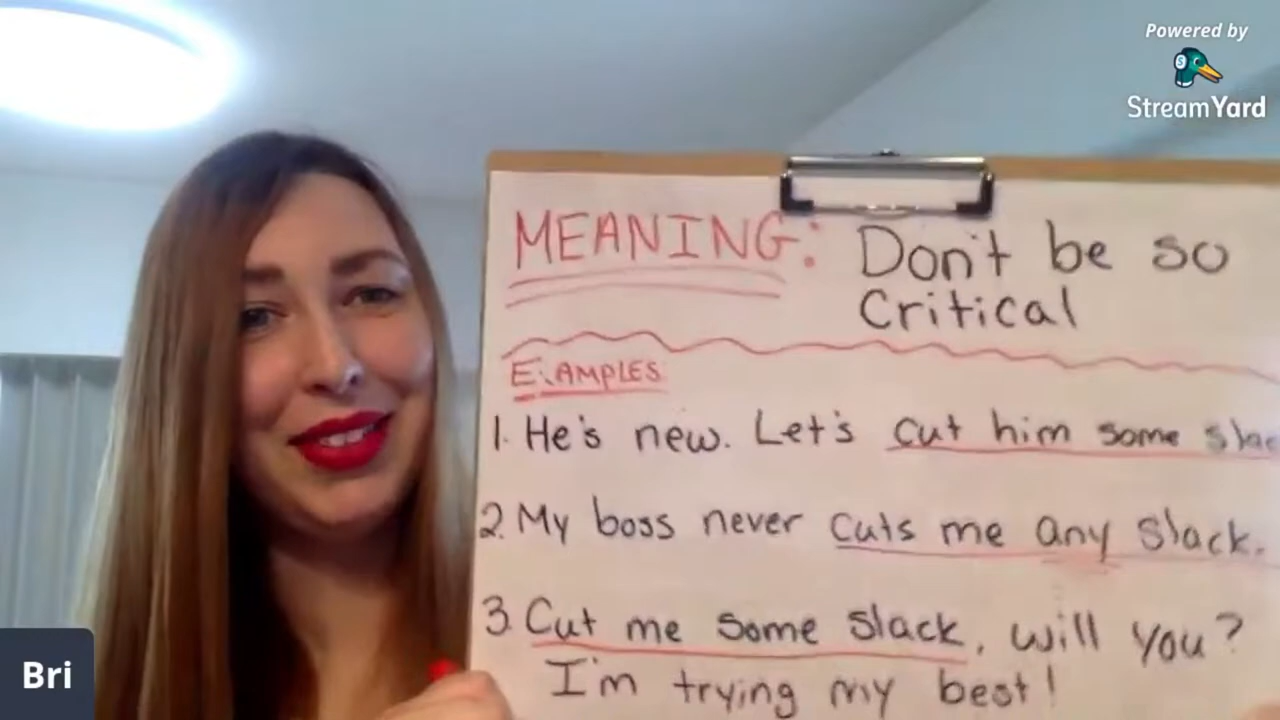 Powered by
StreamYard
MEANING: Don't be so
Critical
EXAMPLES
1. He's new. Let's cut him some
2. My boss never cuts me any slack.
3. Cut me some slack, will you?
I'm trying my best!
Bri